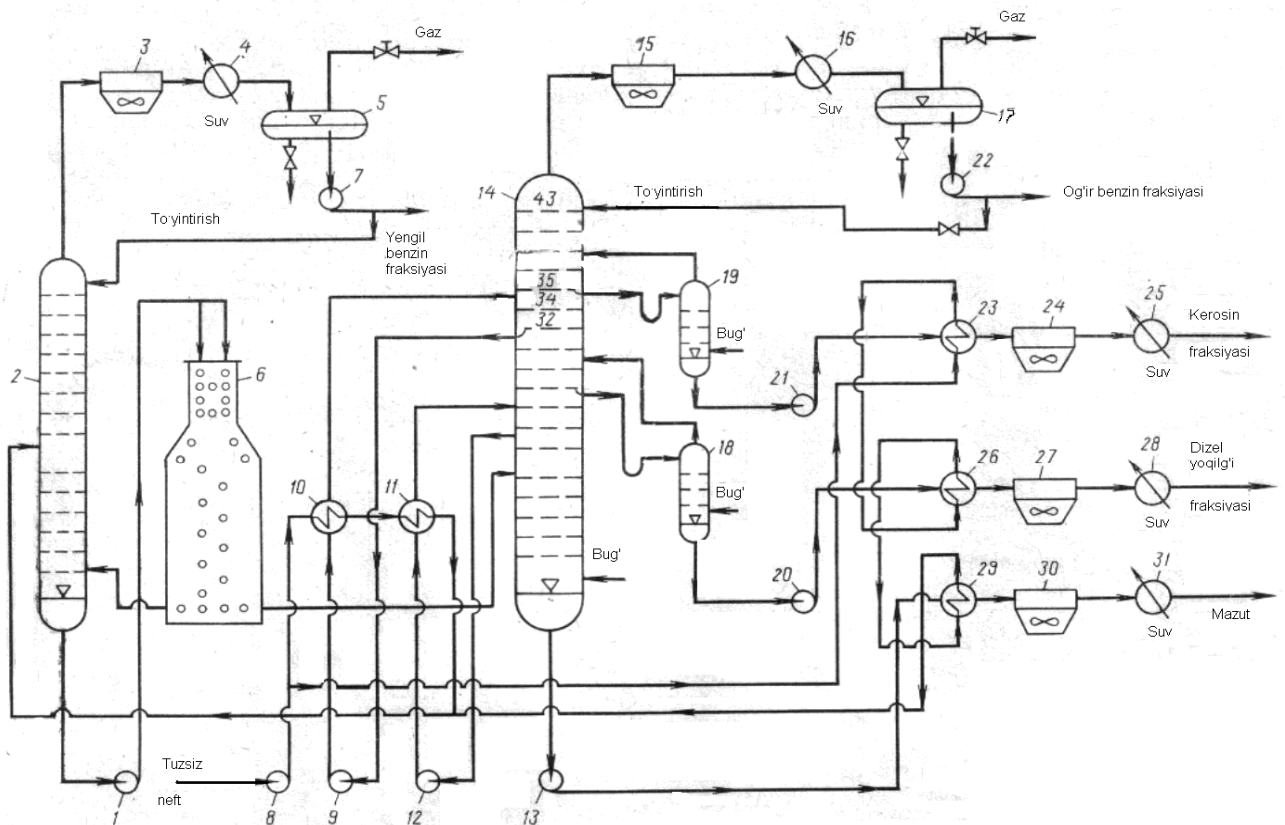 3
4
Gaz
5
Suv
7
To'yintirish
Yengil
benzin
fraksiyasi
2
6
10
11
15
16
Gaz
Suv
17
22
14
43
To'yintirish
Og'ir benzin fraksiyasi
35
34
32
19
Bug'
21
18
Bug'
Bug'
20
23
24
25
Kerosin
fraksiyasi
Suv
26
27
28
Dizel
yoqilg'i
fraksivasi
Suv
29
30
31
Mazut
Suv
Tuzsiz
neft
1
8
9
12
13